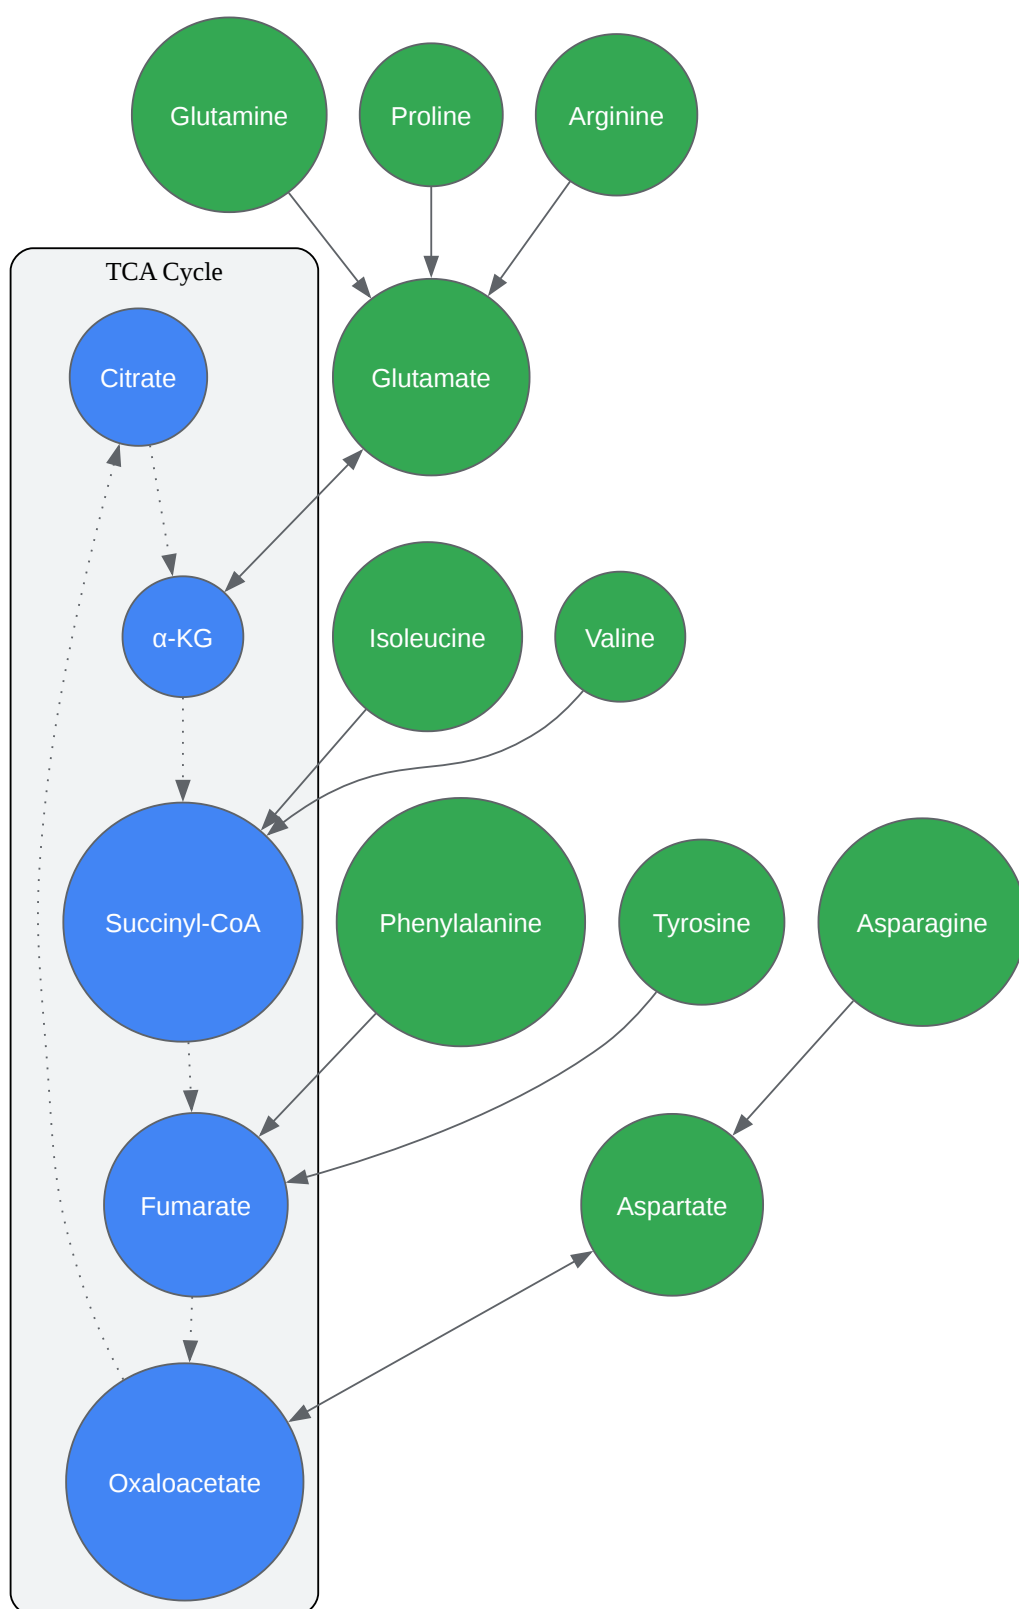 Glutamine
Proline
Arginine
TCA Cycle
Citrate
Glutamate
α-KG
Isoleucine
Valine
Succinyl-CoA
Phenylalanine
Tyrosine
Asparagine
Fumarate
Aspartate
Oxaloacetate